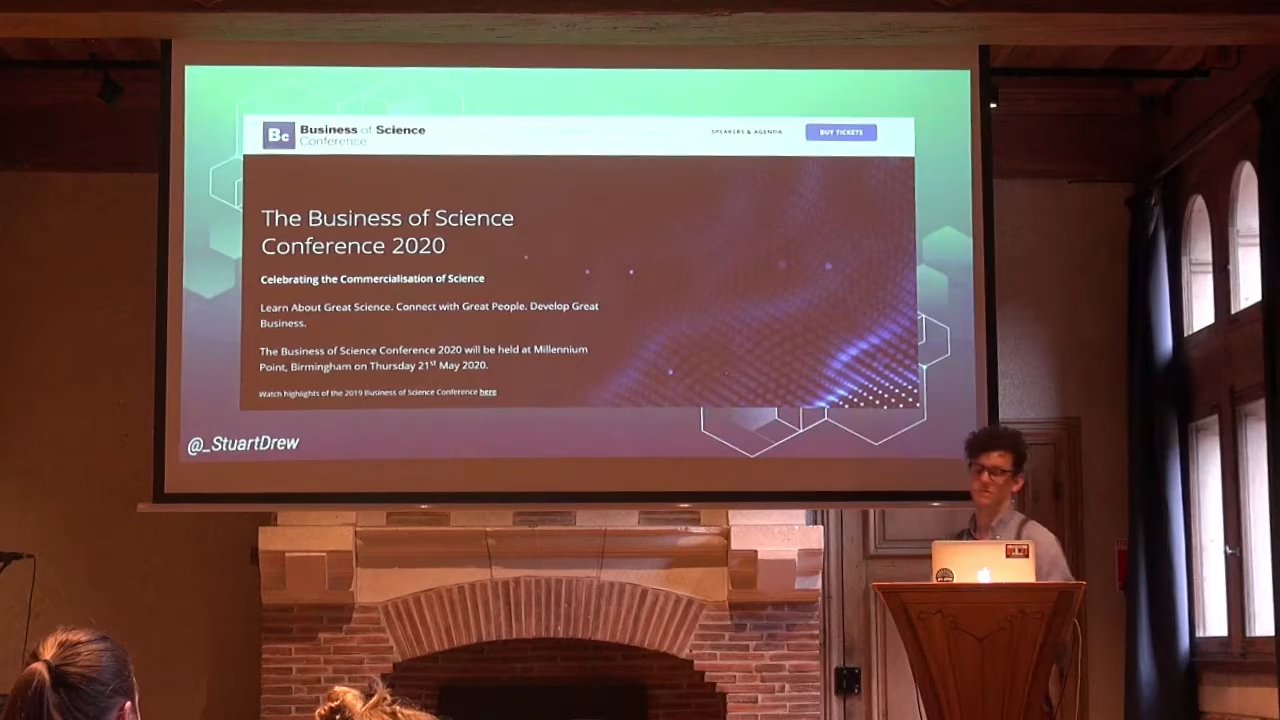 Bc
Business of Science
Conference
SPEAKERS & AGENDA
BUY TICKETS
The Business of Science
Conference 2020
Celebrating the Commercialisation of Science
Learn About Great Science. Connect with Great People. Develop Great
Business.
The Business of Science Conference 2020 will be held at Millennium
Point, Birmingham on Thursday 21st May 2020.
Watch highlights of the 2019 Business of Science Conference here
@_StuartDrew